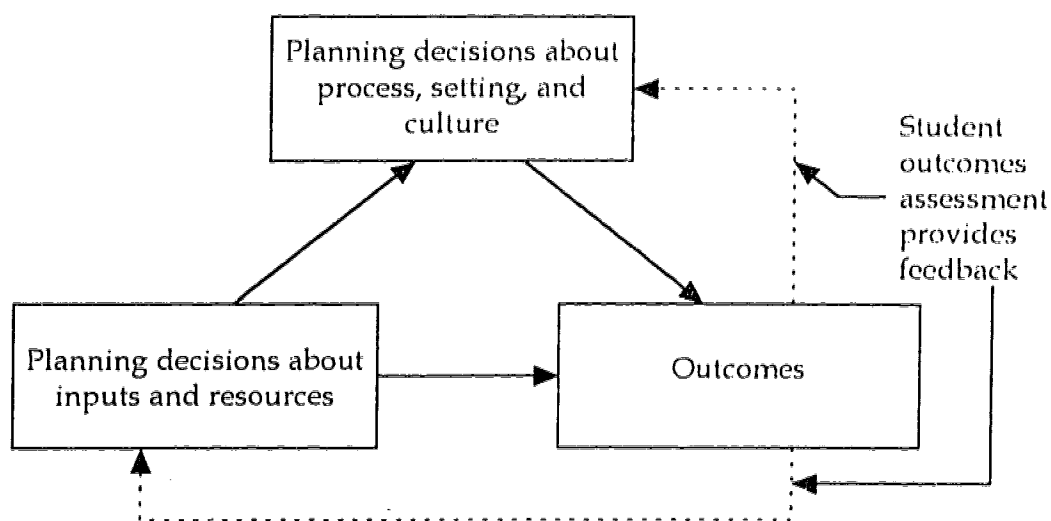 Planning decisions about
process, setting, and
culture
Student
outcomes
assessment
provides
feedback
Planning decisions about
inputs and resources
Outcomes